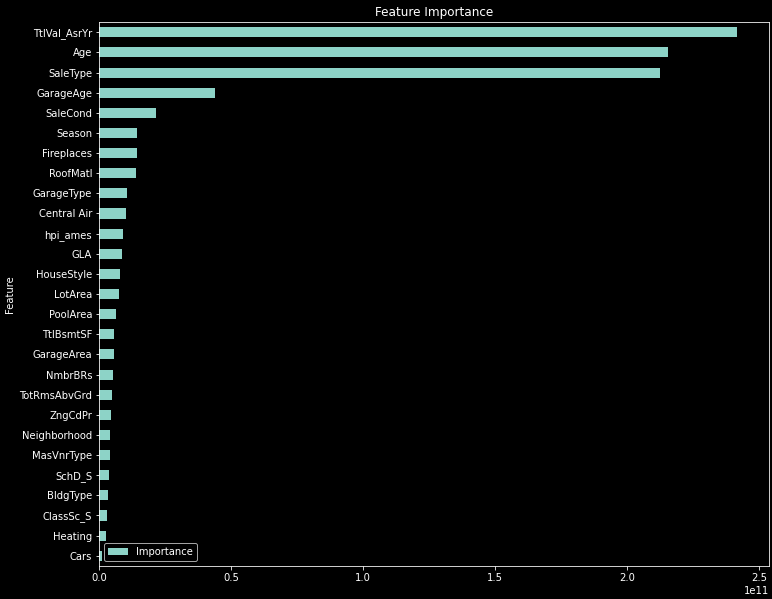 Feature Importance
TtlVal_AsrYr
Age
SaleType
GarageAge
SaleCond
Season
Fireplaces
RoofMatl
GarageType
Central Air
hpi_ames
GLA
HouseStyle
LotArea
PoolArea
TtlBsmtSF
GarageArea
NmbrBRs
TotRmsAbvGrd
ZngCdPr
Neighborhood
MasVnrType
SchD_S
BldgType
ClassSc_S
Heating
Cars
Feature
Importance
0.0 0.5 1.0 1.5 2.0 2.5
1e11